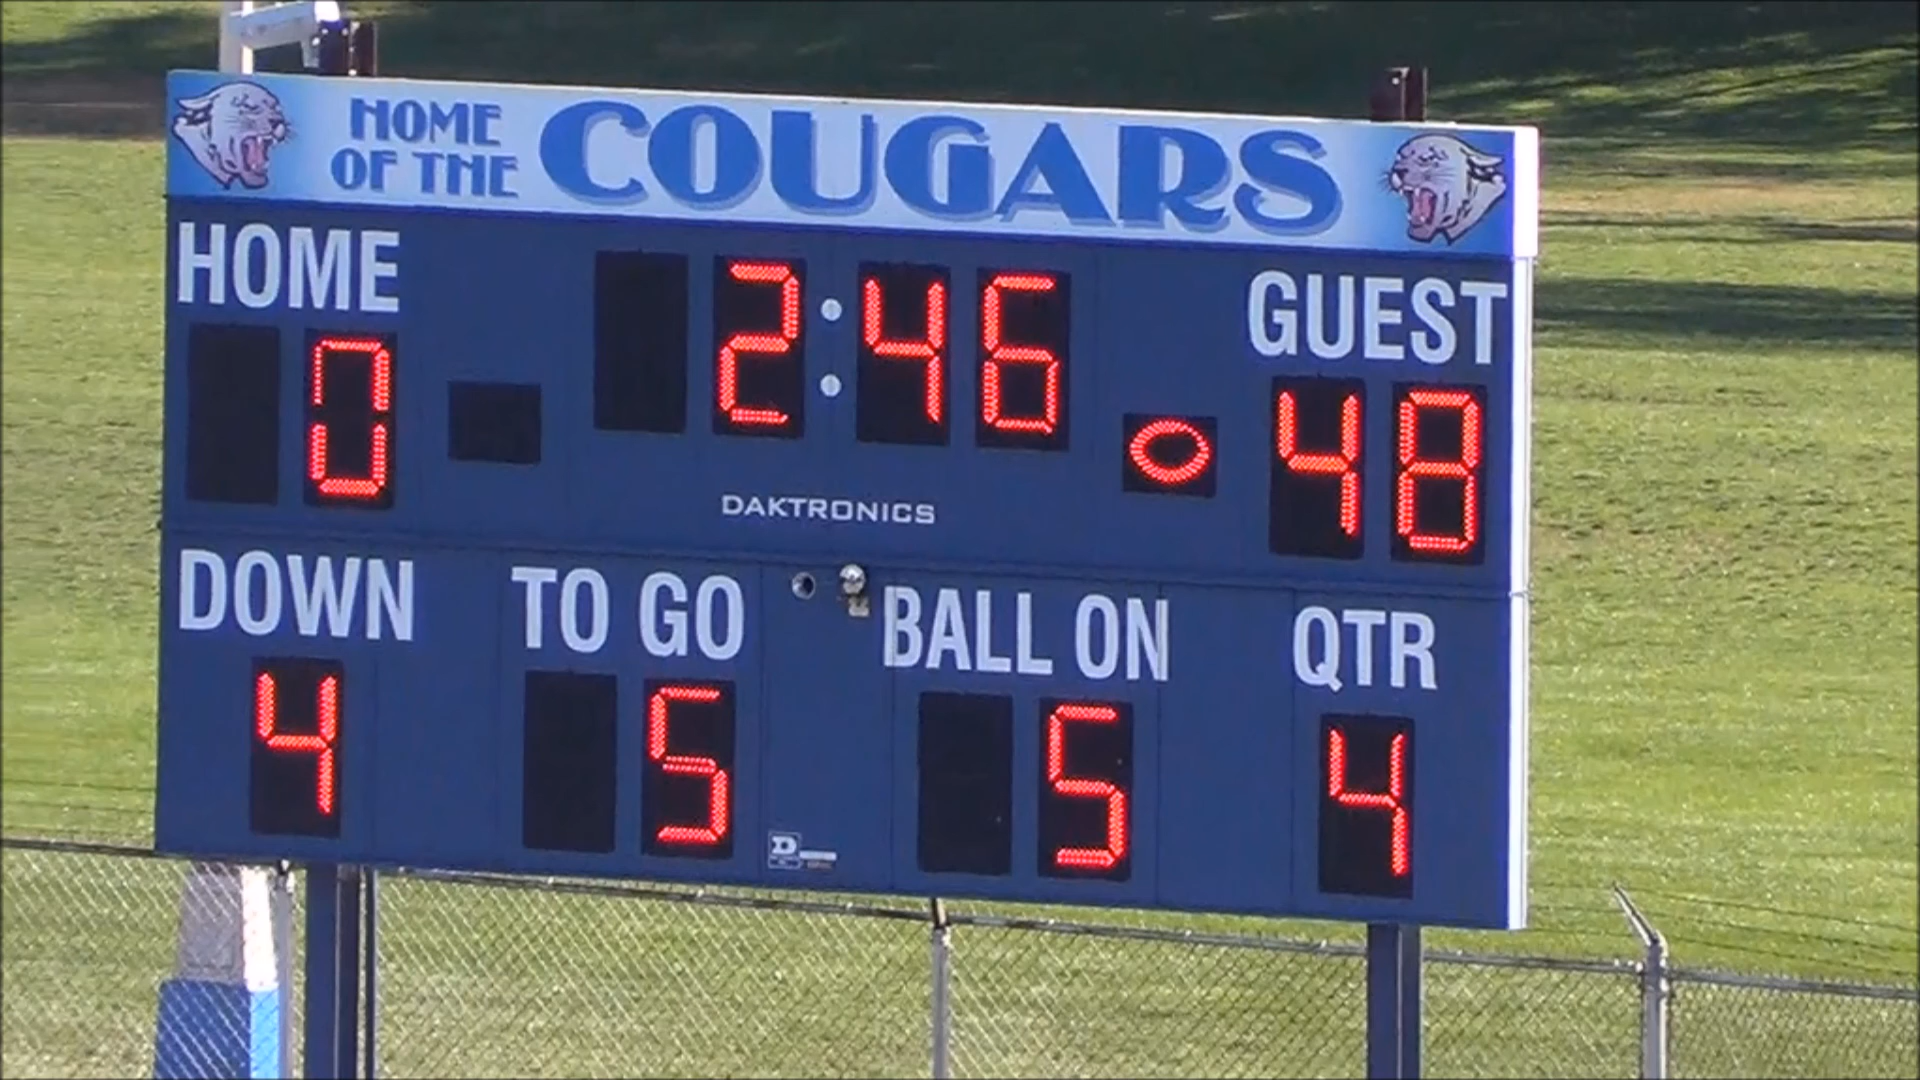 HOME
OF THE COUGARS
HOME
2:46
GUEST
0
48
DAKTRONICS
DOWN
TO GO
BALL ON
QTR
4
5
5
4
D